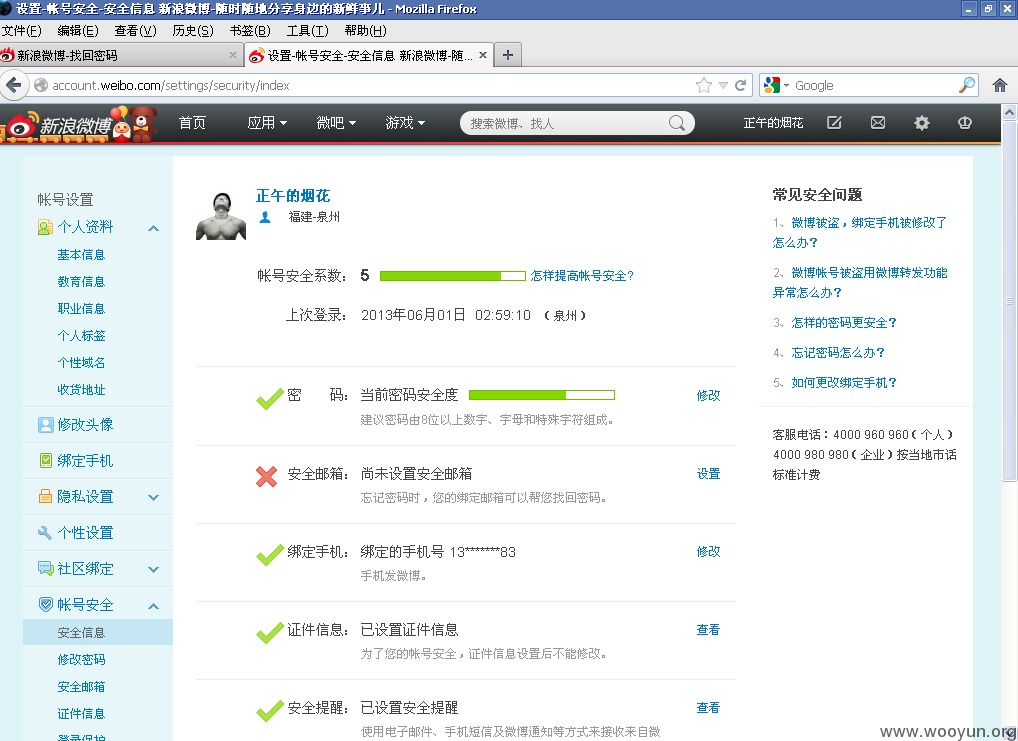 设置-帐号安全-安全信息 新浪微博-随时随地分享身边的新鲜事儿 - Mozilla Firefox
文件(F) 编辑(E) 查看(V) 历史(S) 书签(B) 工具(T) 帮助(H)
新浪微博-找回密码
设置-帐号安全-安全信息 新浪微博-随...
account.weibo.com/settings/security/index
Google
新浪微博
首页
应用
微吧
游戏
搜索微博、找人
正午的烟花
帐号设置
个人资料
基本信息
教育信息
职业信息
个人标签
个性域名
收货地址
修改头像
绑定手机
隐私设置
个性设置
社区绑定
帐号安全
安全信息
修改密码
安全邮箱
证件信息
登录保护
正午的烟花
福建-泉州
帐号安全系数： 5 怎样提高帐号安全?
上次登录： 2013年06月01日 02:59:10 （泉州）
密 码： 当前密码安全度 修改
建议密码由8位以上数字、字母和特殊字符组成。
安全邮箱： 尚未设置安全邮箱 设置
忘记密码时，您的绑定邮箱可以帮您找回密码。
绑定手机： 绑定的手机号 13*******83 修改
手机发微博。
证件信息： 已设置证件信息 查看
为了您的帐号安全，证件信息设置后不能修改。
安全提醒： 已设置安全提醒 查看
使用电子邮件、手机短信及微博通知等方式来接收来自微
常见安全问题
1、微博被盗，绑定手机被修改了
怎么办?
2、微博帐号被盗用微博转发功能
异常怎么办?
3、怎样的密码更安全?
4、忘记密码怎么办?
5、如何更改绑定手机?
客服电话：4000 960 960（个人）
4000 980 980（企业）按当地市话
标准计费
www.wooyun.org